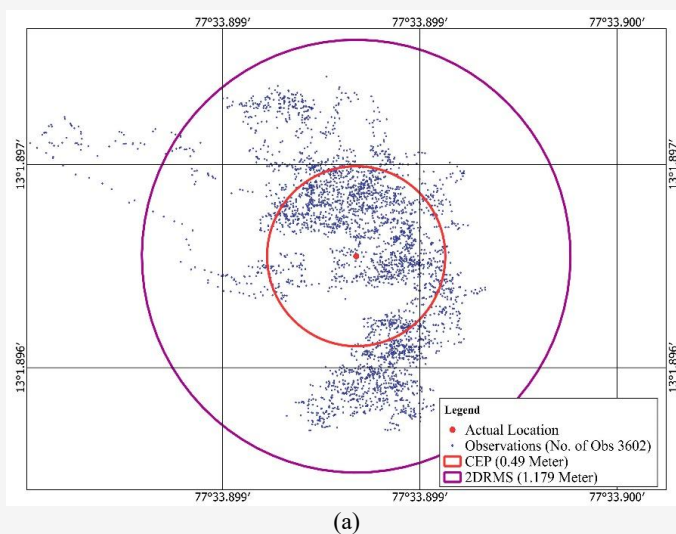 77°33.899′ 77°33.899′ 77°33.900′
13°1.897′ 13°1.897′
13°1.896′ 13°1.896′
Legend
Actual Location
Observations (No. of Obs 3602)
CEP (0.49 Meter)
2DRMS (1.179 Meter)
77°33.899′ 77°33.899′ 77°33.900′
(a)